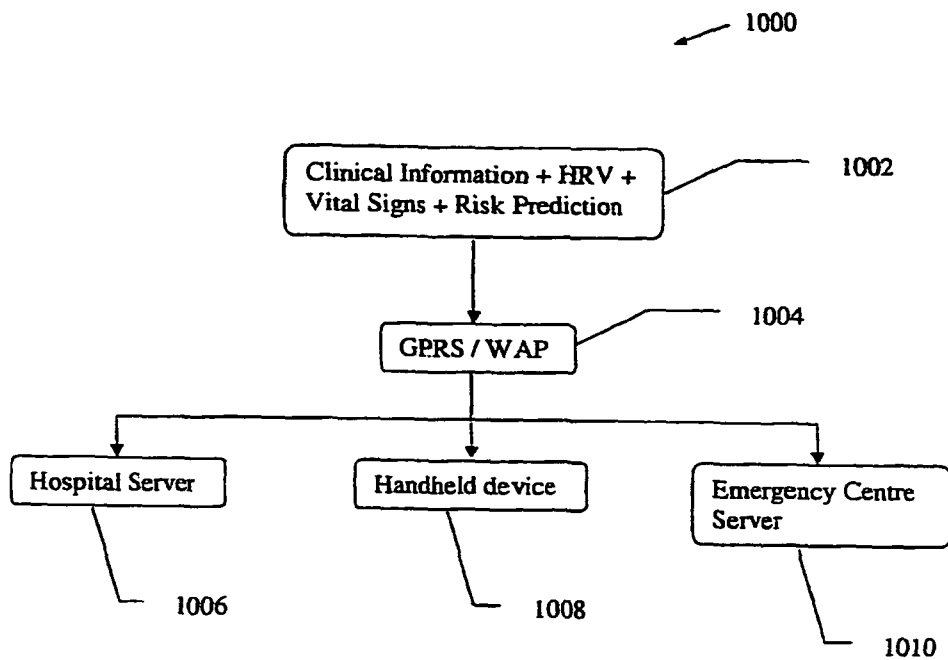 1000
Clinical Information + HRV +
Vital Signs + Risk Prediction
1002
1004
GPRS / WAP
Hospital Server
Handheld device
Emergency Centre
Server
1006
1008
1010